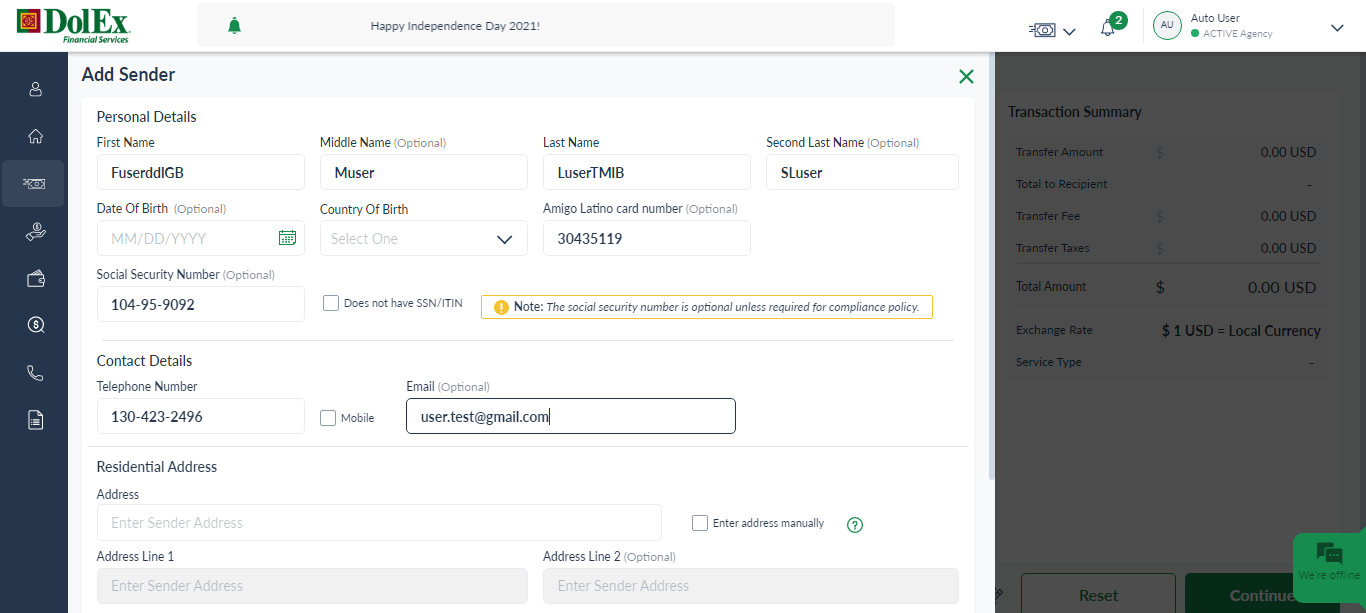 DolEx
Financial Services
Happy Independence Day 2021!
2
AU
Auto User
ACTIVE Agency
Add Sender
Personal Details
First Name
Middle Name (Optional)
Last Name
Second Last Name (Optional)
FuserddlGB
Muser
LuserTMIB
SLuser
Date Of Birth (Optional)
Country Of Birth
Amigo Latino card number (Optional)
MM/DD/YYYY
Select One
30435119
Social Security Number (Optional)
104-95-9092
Does not have SSN/ITIN
Note: The social security number is optional unless required for compliance policy.
Contact Details
Telephone Number
Email (Optional)
130-423-2496
Mobile
user.test@gmail.com
Residential Address
Address
Enter Sender Address
Enter address manually
?
Address Line 1
Address Line 2 (Optional)
Enter Sender Address
Enter Sender Address
Transaction Summary
Transfer Amount $ 0.00 USD
Total to Recipient -
Transfer Fee $ 0.00 USD
Transfer Taxes $ 0.00 USD
Total Amount $ 0.00 USD
Exchange Rate $ 1 USD = Local Currency
Service Type -
We're offline
Reset
Continue